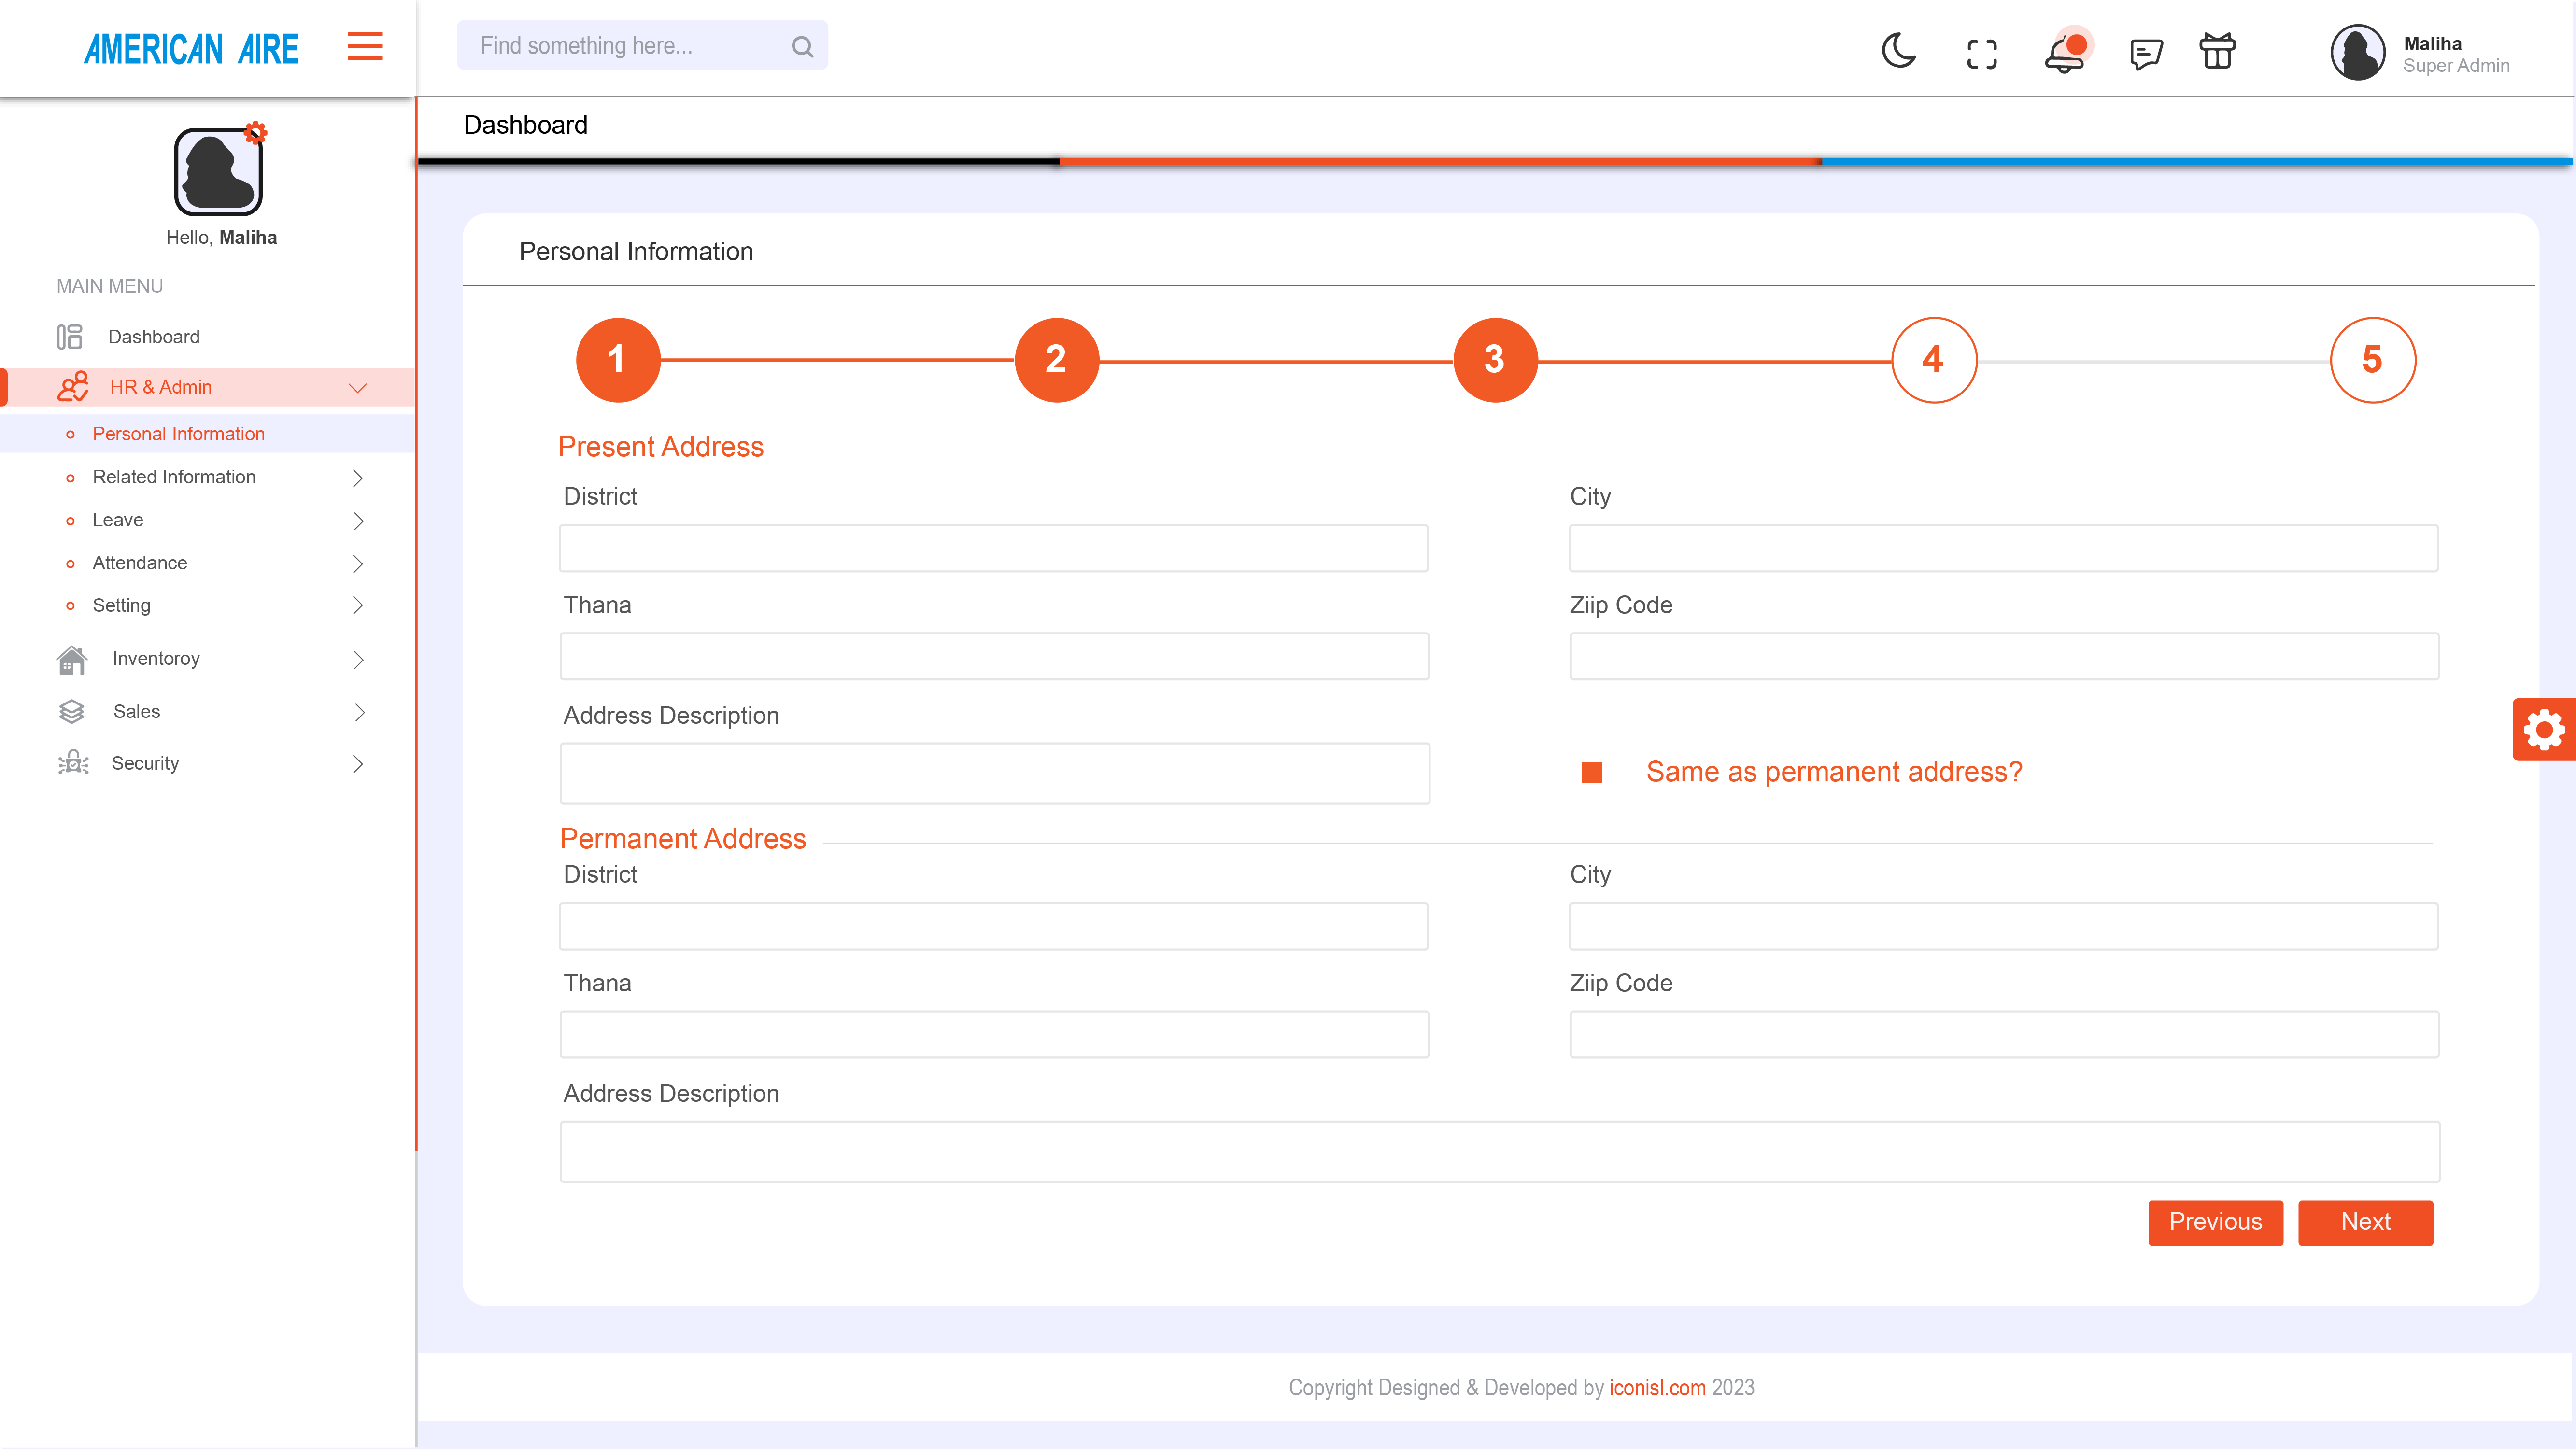 AMERICAN AIRE
Find something here...
Maliha
Super Admin
Dashboard
Hello, Maliha
MAIN MENU
Dashboard
HR & Admin
Personal Information
Related Information
Leave
Attendance
Setting
Inventoroy
Sales
Security
Personal Information
1 2 3 4 5
Present Address
District City
Thana Ziip Code
Address Description
Same as permanent address?
Permanent Address
District City
Thana Ziip Code
Address Description
Previous Next
Copyright Designed & Developed by iconisl.com 2023